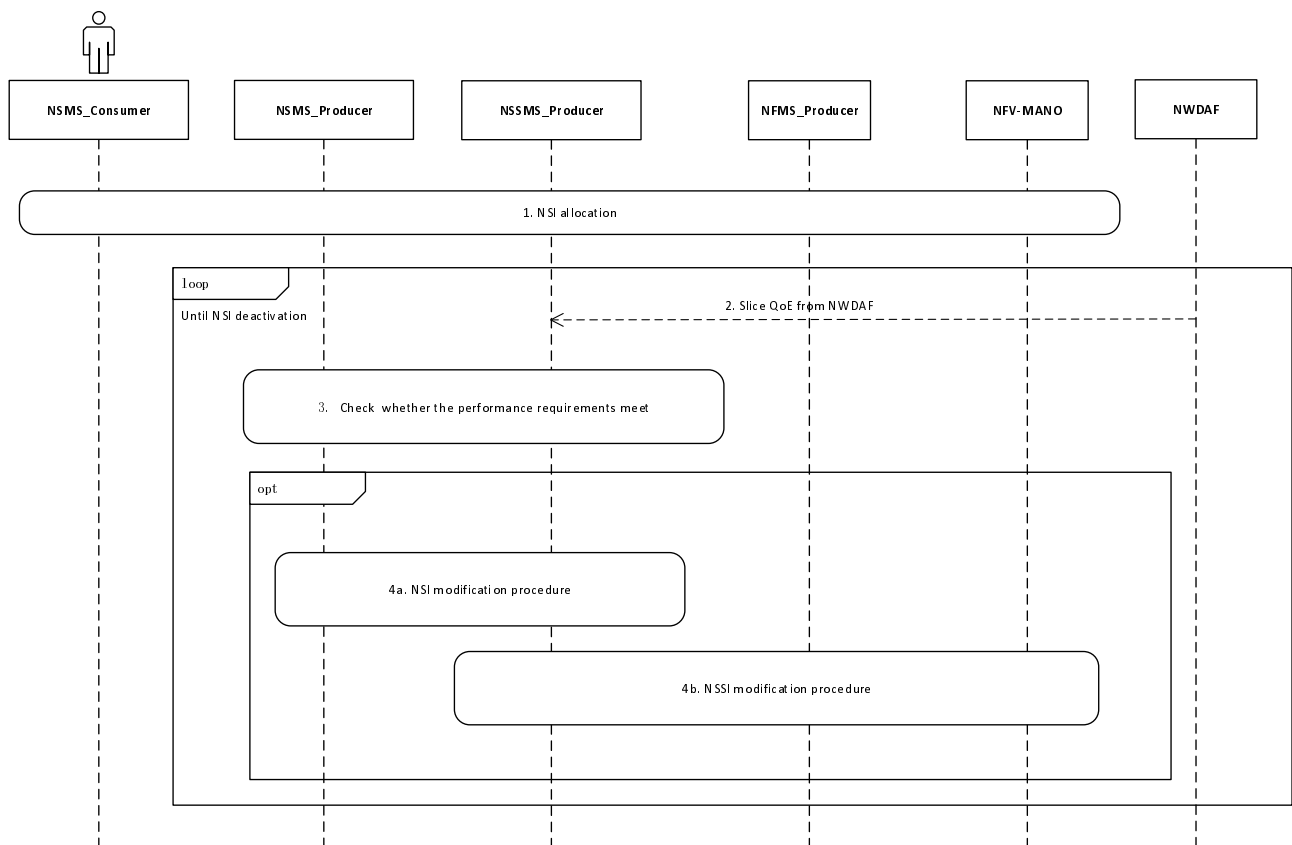 NSMS_Consumer
NSMS_Producer
NSSMS_Producer
NFMS_Producer
NFV-MANO
NWDAF
1. NSI allocation
loop
Until NSI deactivation
2. Slice QoE from NWDAF
3. Check whether the performance requirements meet
opt
4a. NSI modification procedure
4b. NSSI modification procedure